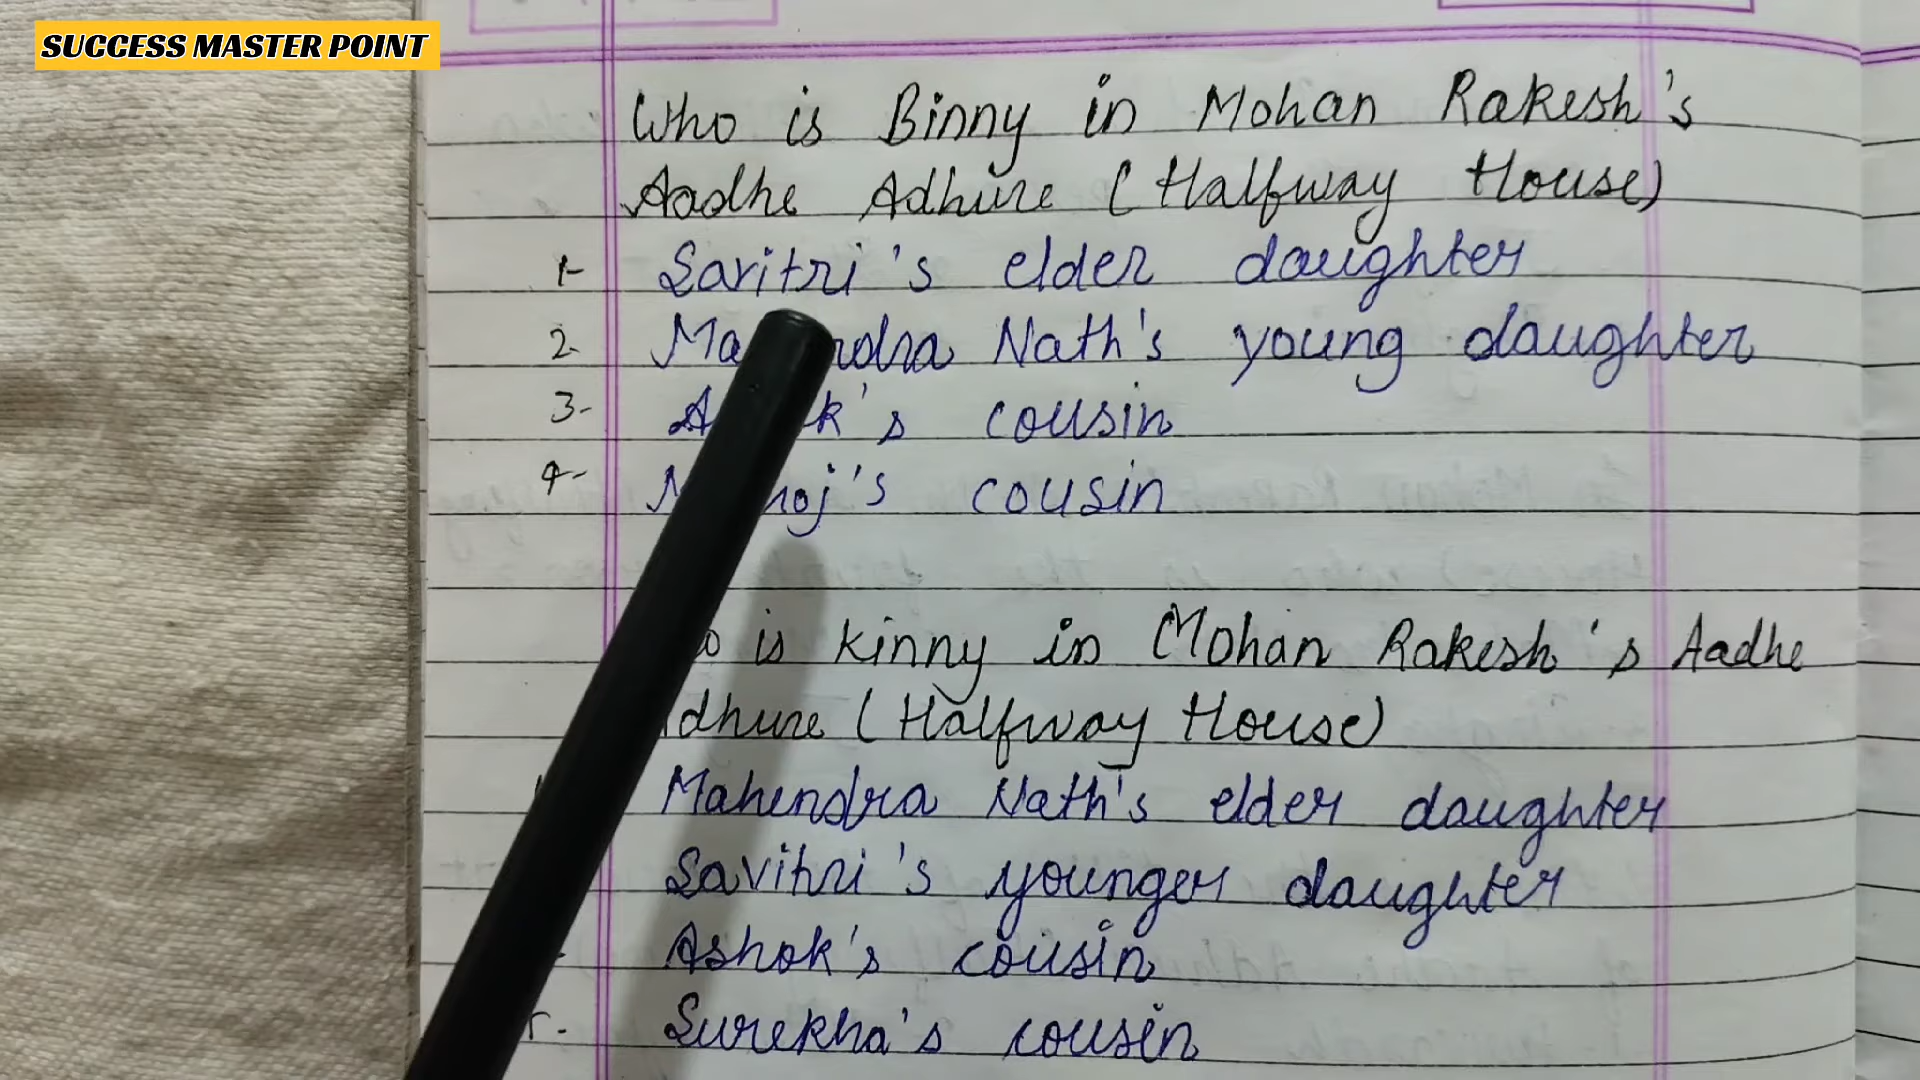 SUCCESS MASTER POINT
Who is Binny in Mohan Rakesh's
Aadhe Adhure (Halfway House)
1- Savitri's elder daughter
2- Nath's young daughter
3- cousin
4- cousin
is Kinny in Mohan Rakesh's Aadhe
(Halfway House)
Mahendra Nath's elder daughter
Savitri's younger daughter
Ashok's cousin
Surekha's cousin